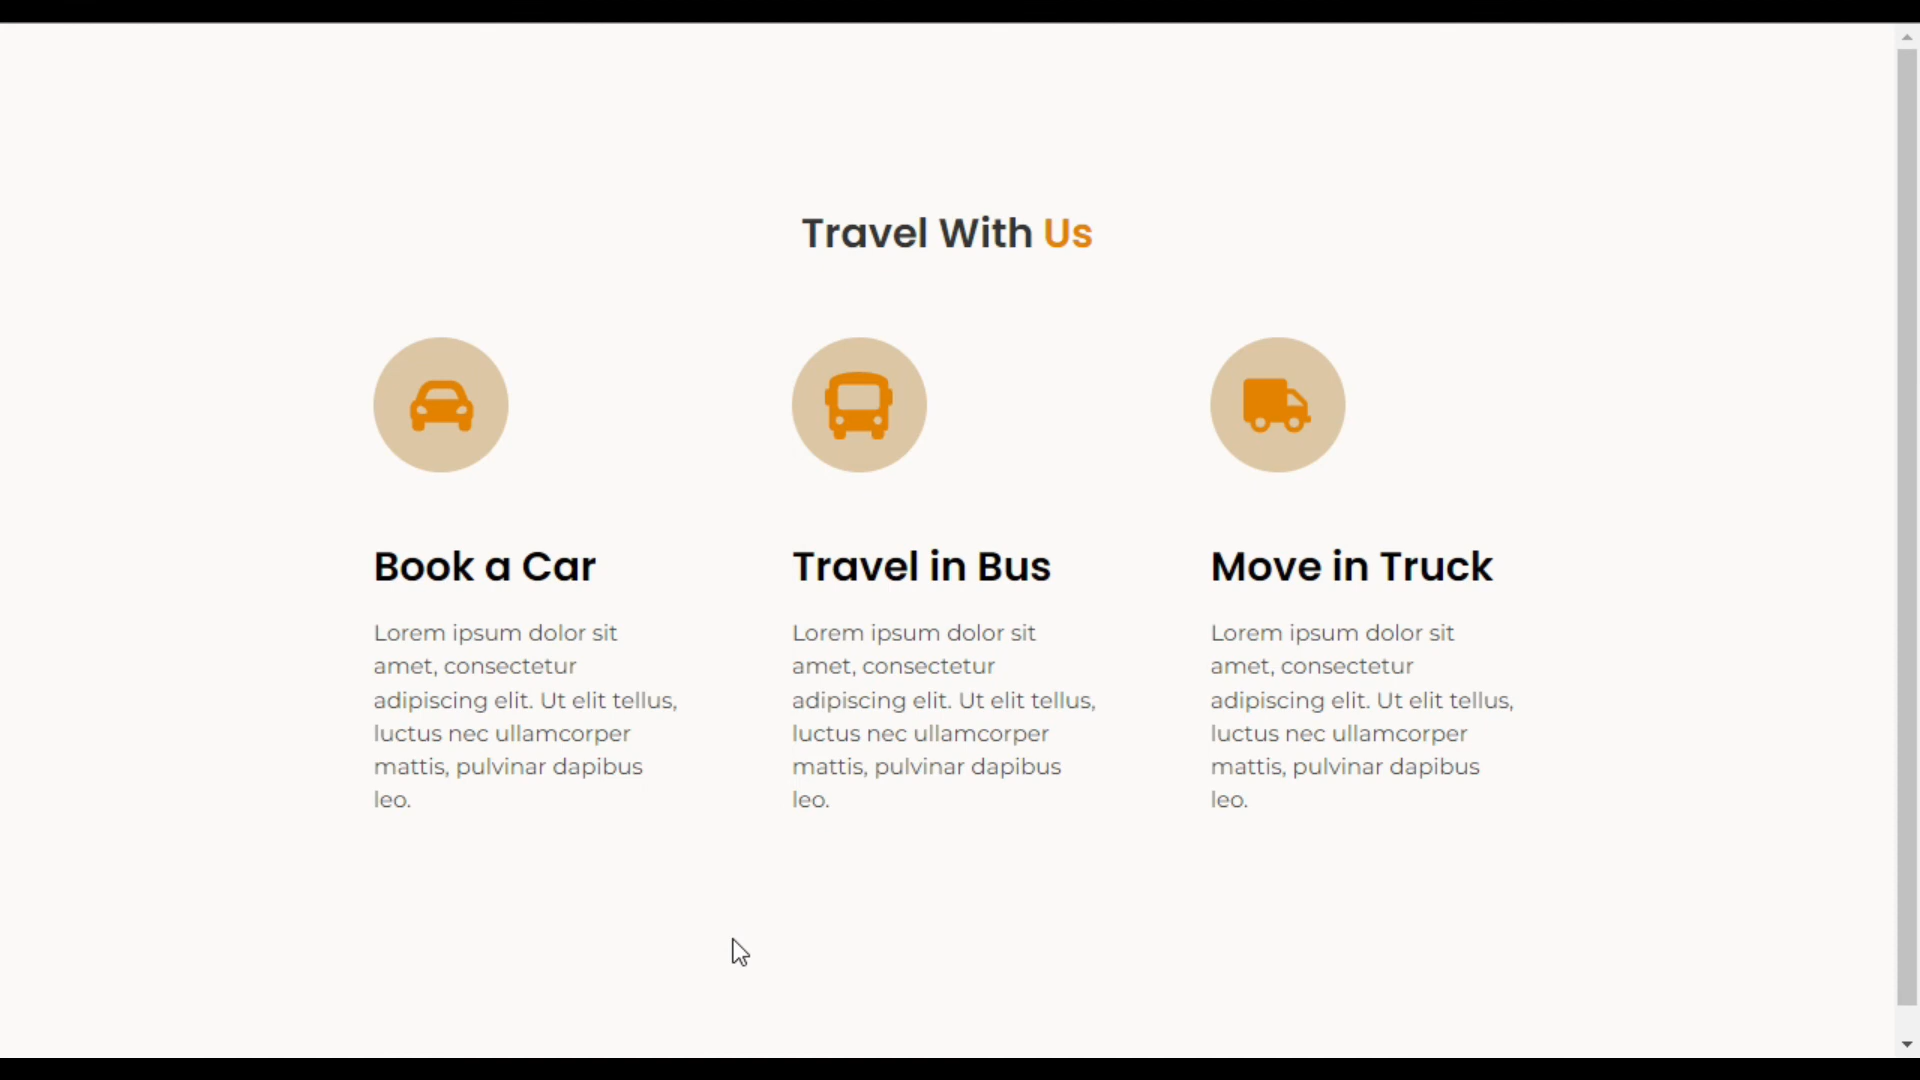 Travel With Us
Book a Car
Lorem ipsum dolor sit
amet, consectetur
adipiscing elit. Ut elit tellus,
luctus nec ullamcorper
mattis, pulvinar dapibus
leo.
Travel in Bus
Lorem ipsum dolor sit
amet, consectetur
adipiscing elit. Ut elit tellus,
luctus nec ullamcorper
mattis, pulvinar dapibus
leo.
Move in Truck
Lorem ipsum dolor sit
amet, consectetur
adipiscing elit. Ut elit tellus,
luctus nec ullamcorper
mattis, pulvinar dapibus
leo.